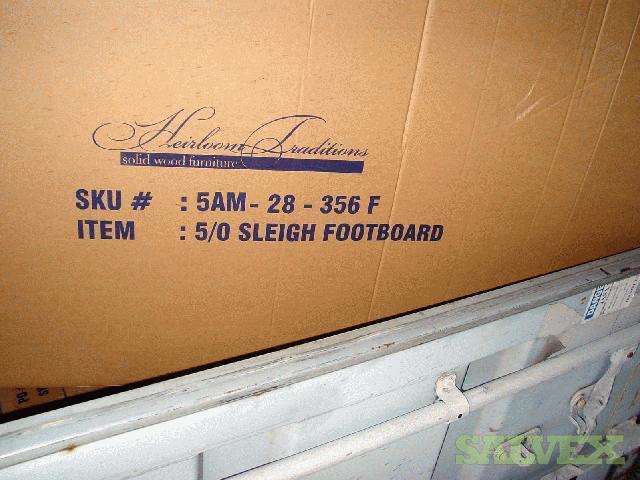 Heirloom Traditions
solid wood furniture
SKU # : 5AM - 28 - 356 F
ITEM : 5/0 SLEIGH FOOTBOARD
SALVEX